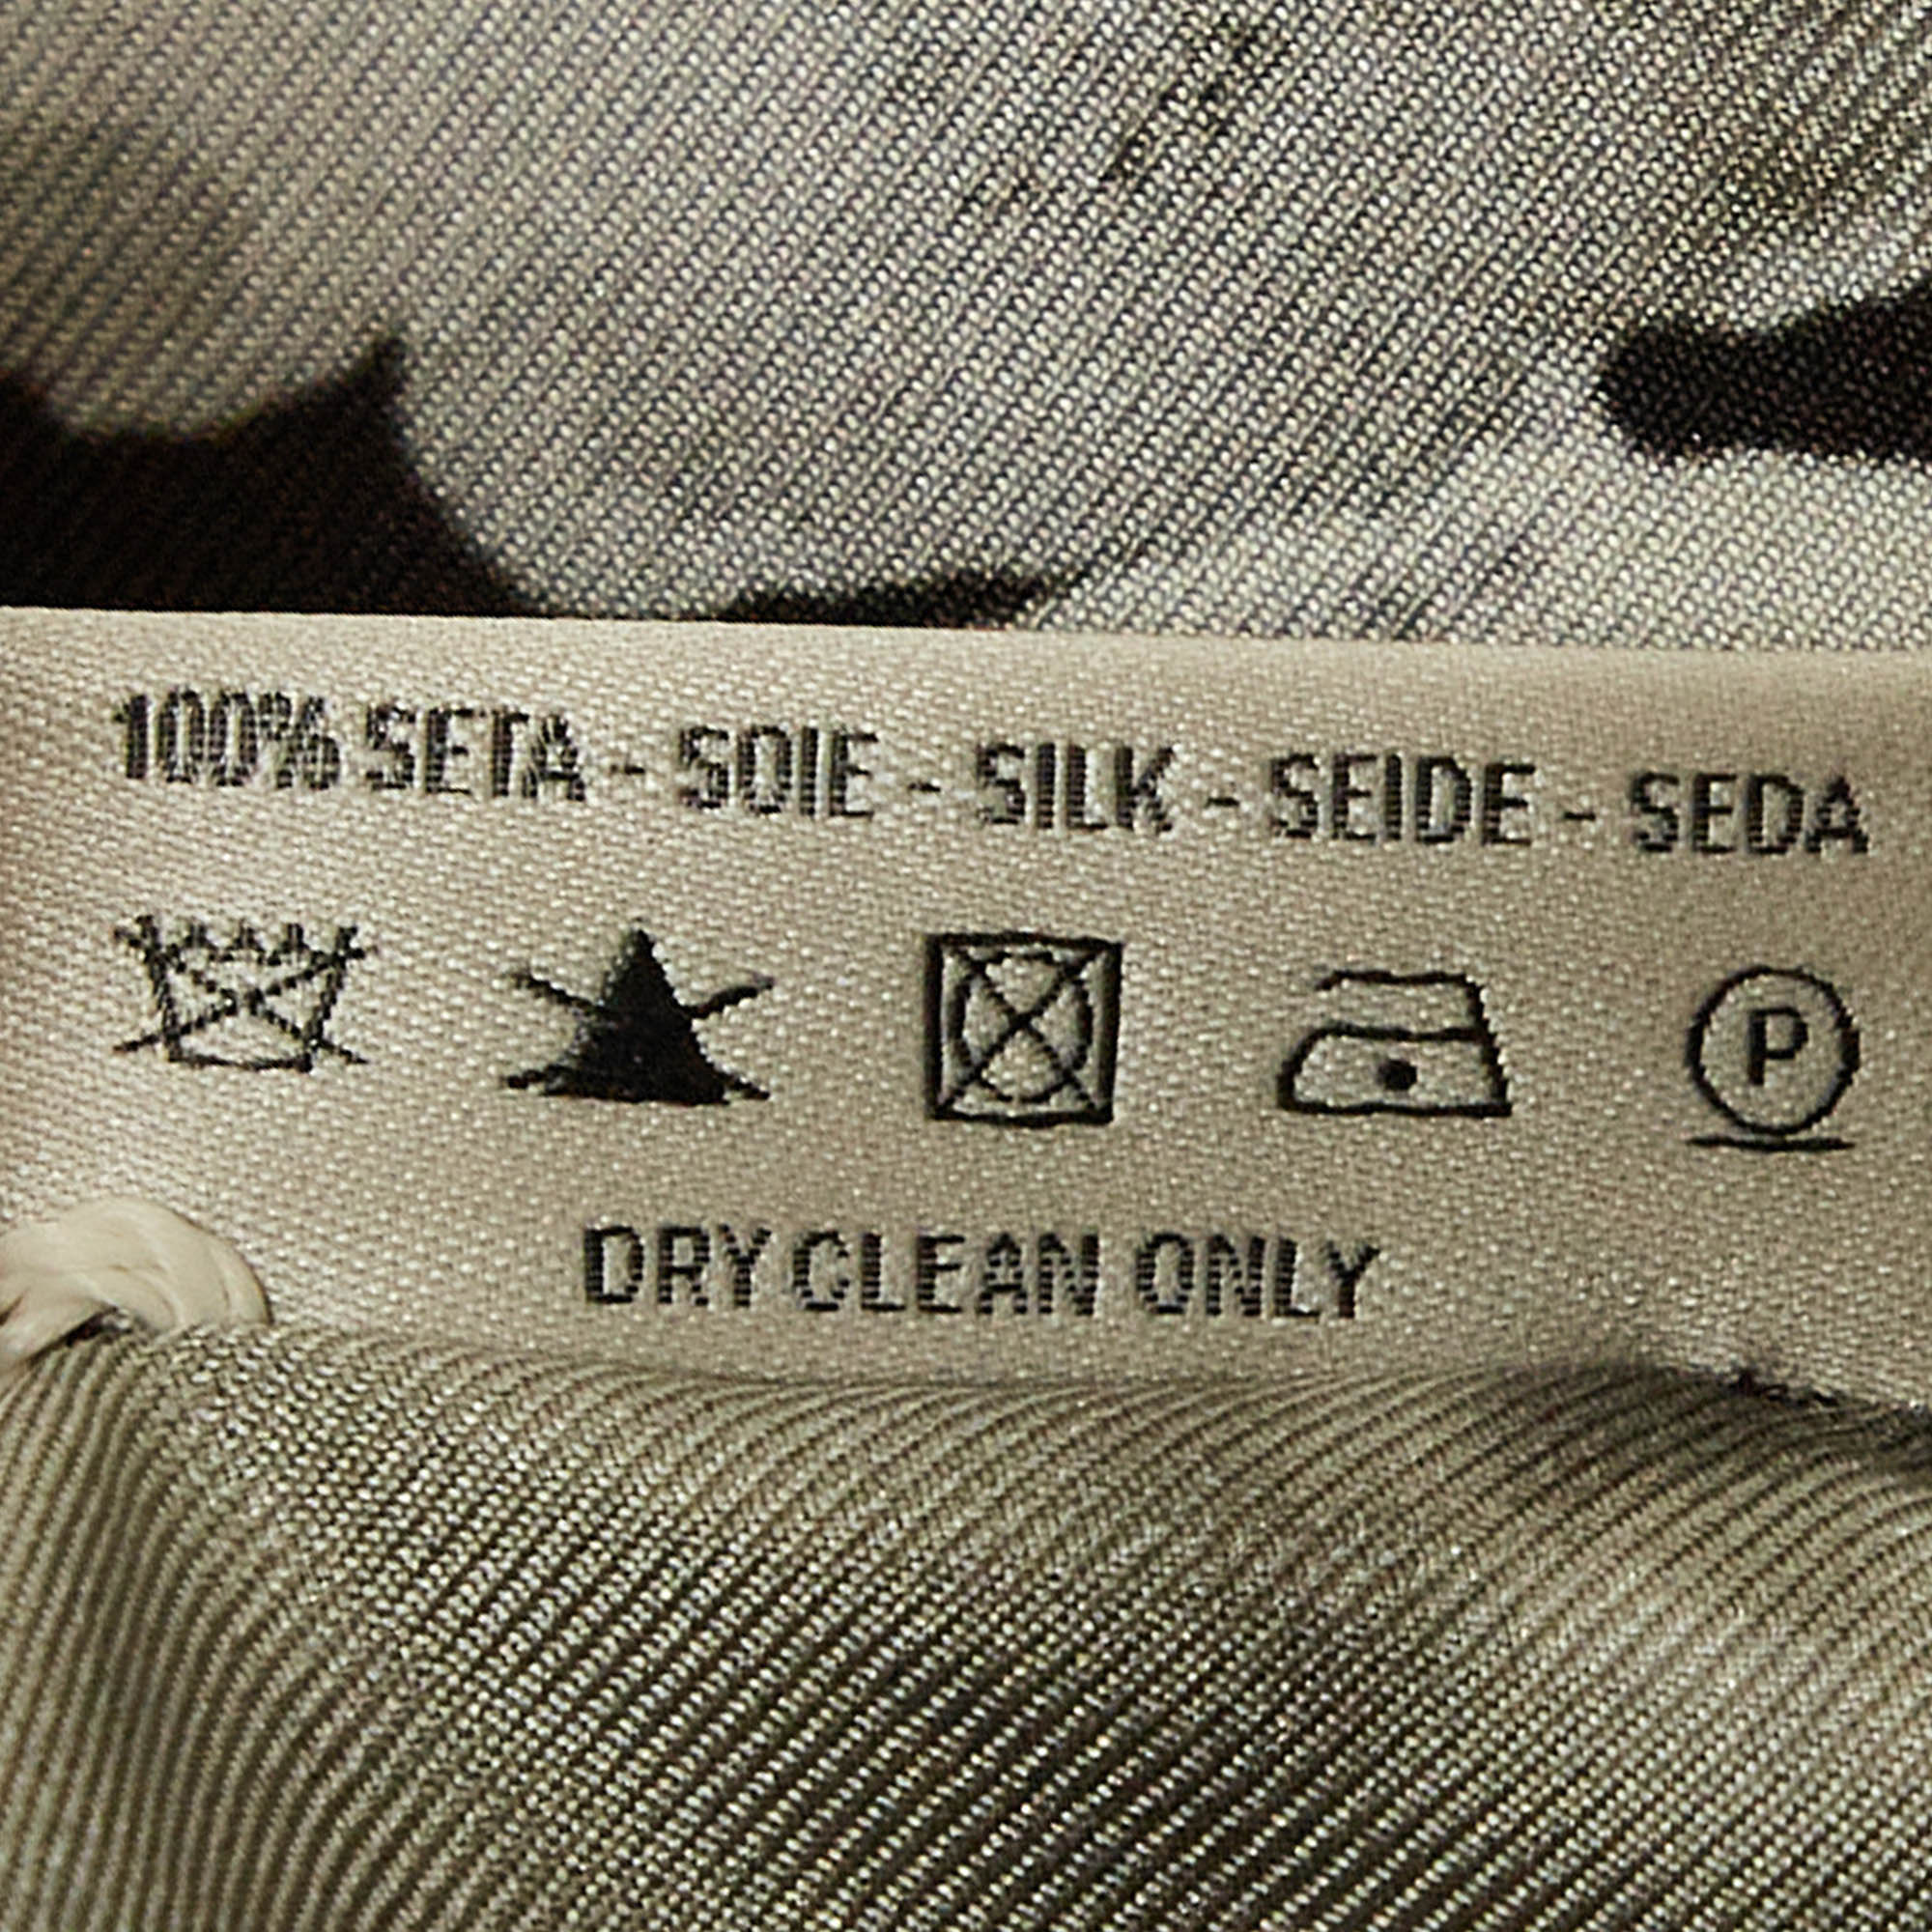 100% SETA - SOIE - SILK - SEIDE - SEDA
P
DRY CLEAN ONLY